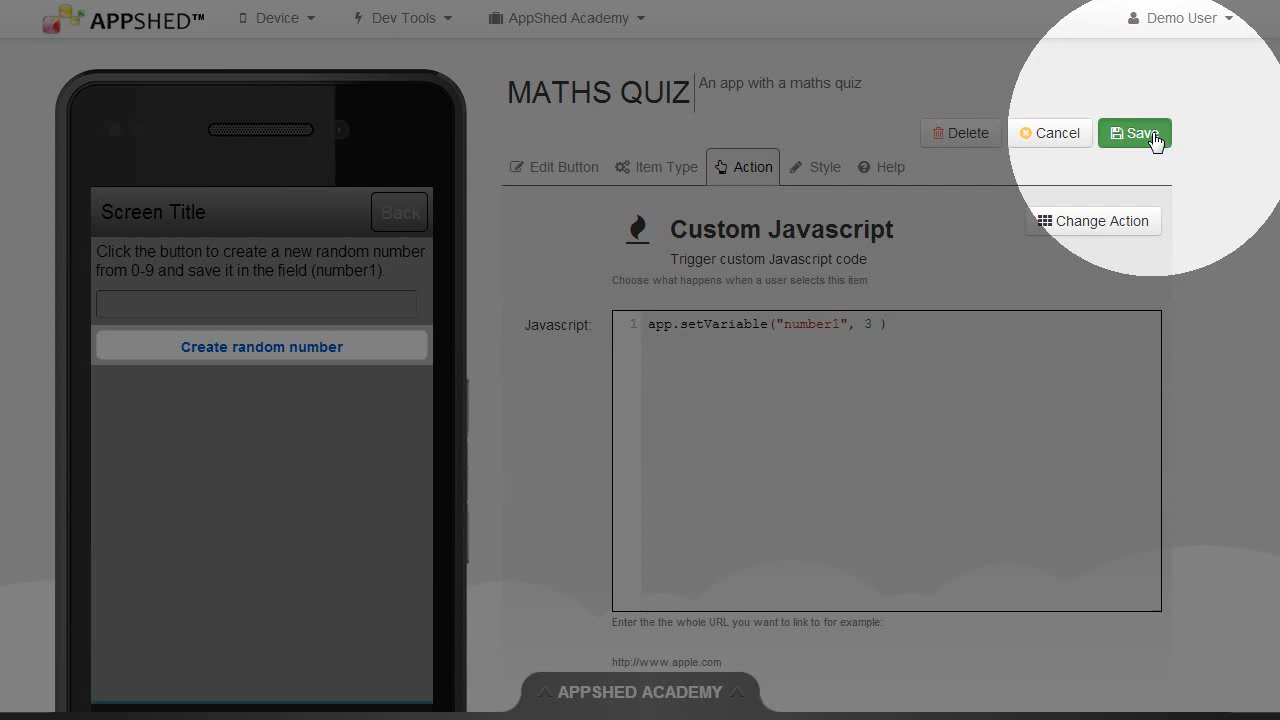 APPSHED™ Device Dev Tools AppShed Academy Demo User
MATHS QUIZ An app with a maths quiz
Delete Cancel Save
Edit Button Item Type Action Style Help
Screen Title Back
Click the button to create a new random number
from 0-9 and save it in the field (number1).
Create random number
Custom Javascript
Change Action
Trigger custom Javascript code
Choose what happens when a user selects this item
Javascript:
1 app.setVariable("number1", 3 )
Enter the the whole URL you want to link to for example:
http://www.apple.com
APPSHED ACADEMY